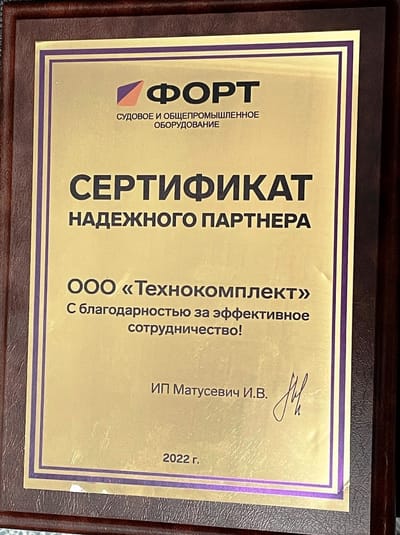 ФОРТ
СУДОВОЕ И ОБЩЕПРОМЫШЛЕННОЕ
ОБОРУДОВАНИЕ
СЕРТИФИКАТ
НАДЕЖНОГО ПАРТНЕРА
ООО «Технокомплект»
С благодарностью за эффективное
сотрудничество!
ИП Матусевич И.В.
2022 г.